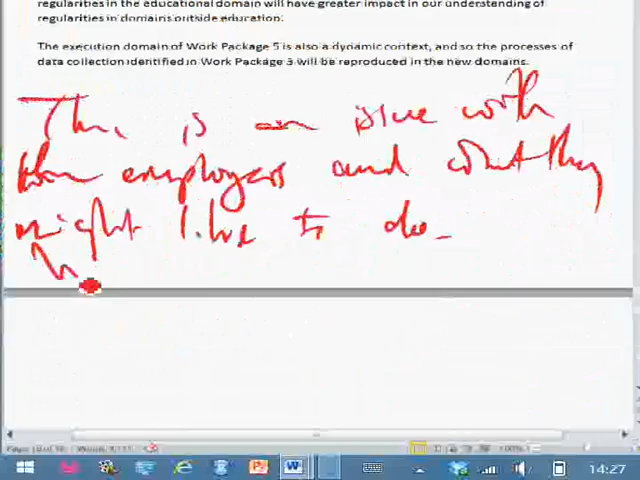 regularities in the educational domain will have greater impact in our understanding of
regularities in domains outside education.
The execution domain of Work Package 5 is also a dynamic context, and so the processes of
data collection identified in Work Package 3 will be reproduced in the new domains.
is an issue with
the employers and what they
might like to do
100%
14:27